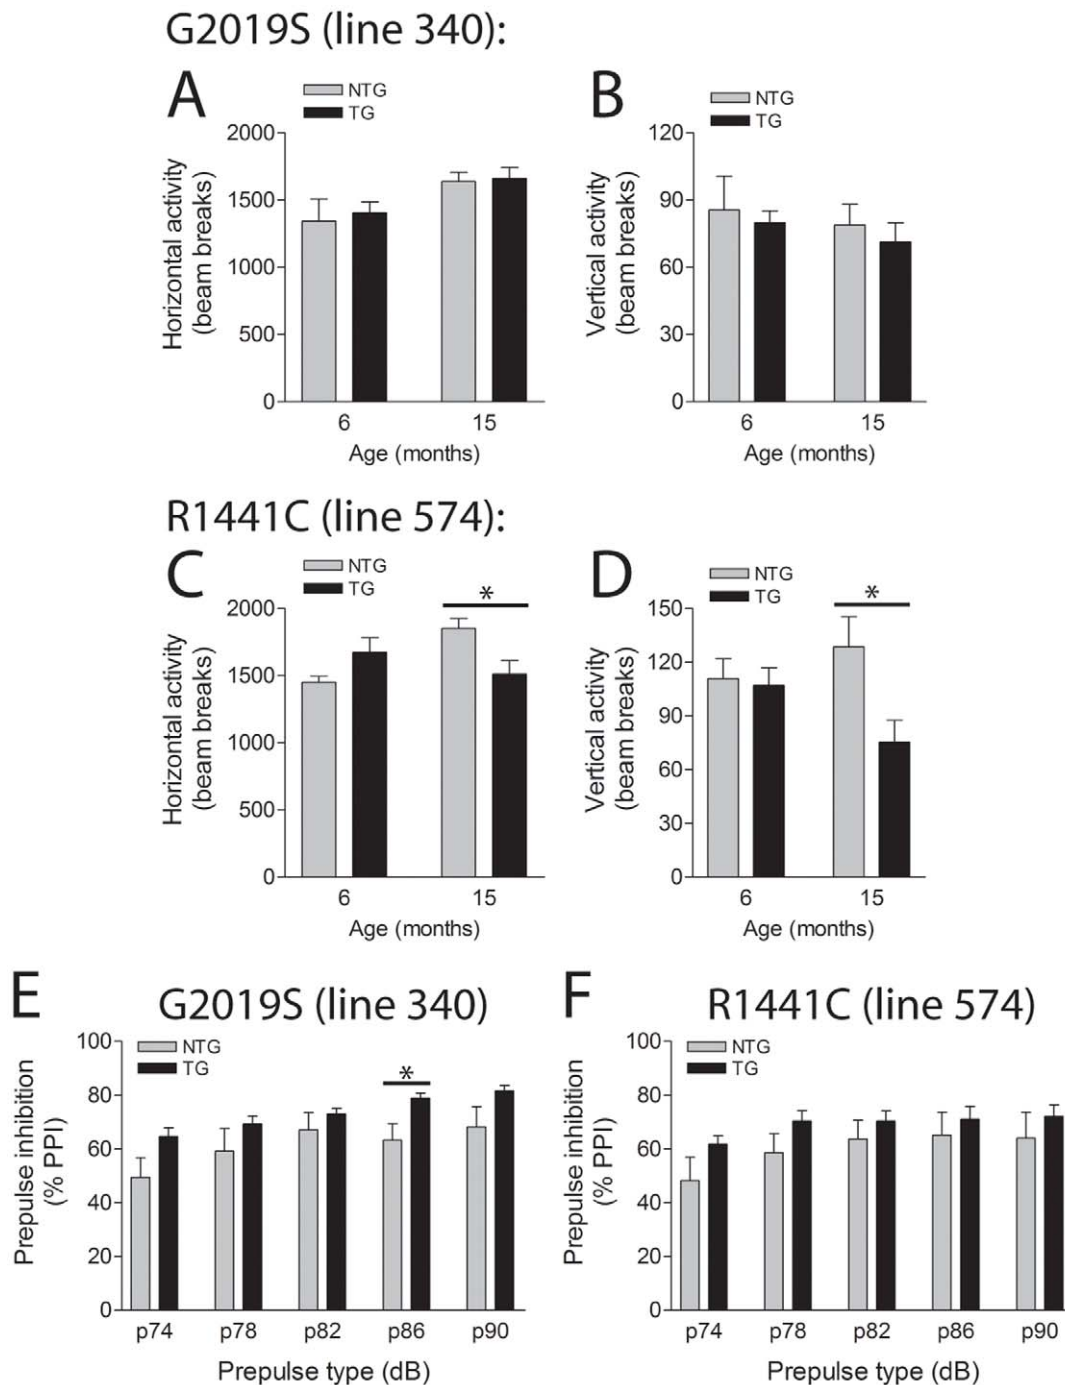 G2019S (line 340):
A
NTG
TG
2000
1500
1000
500
0
Horizontal activity
(beam breaks)
6 15
Age (months)
B
NTG
TG
120
90
60
30
0
Vertical activity
(beam breaks)
6 15
Age (months)
R1441C (line 574):
C
NTG
TG
*
2000
1500
1000
500
0
Horizontal activity
(beam breaks)
6 15
Age (months)
D
NTG
TG
*
150
120
90
60
30
0
Vertical activity
(beam breaks)
6 15
Age (months)
E
G2019S (line 340)
NTG
TG
*
100
80
60
40
20
0
Prepulse inhibition
(% PPI)
p74 p78 p82 p86 p90
Prepulse type (dB)
F
R1441C (line 574)
NTG
TG
100
80
60
40
20
0
Prepulse inhibition
(% PPI)
p74 p78 p82 p86 p90
Prepulse type (dB)